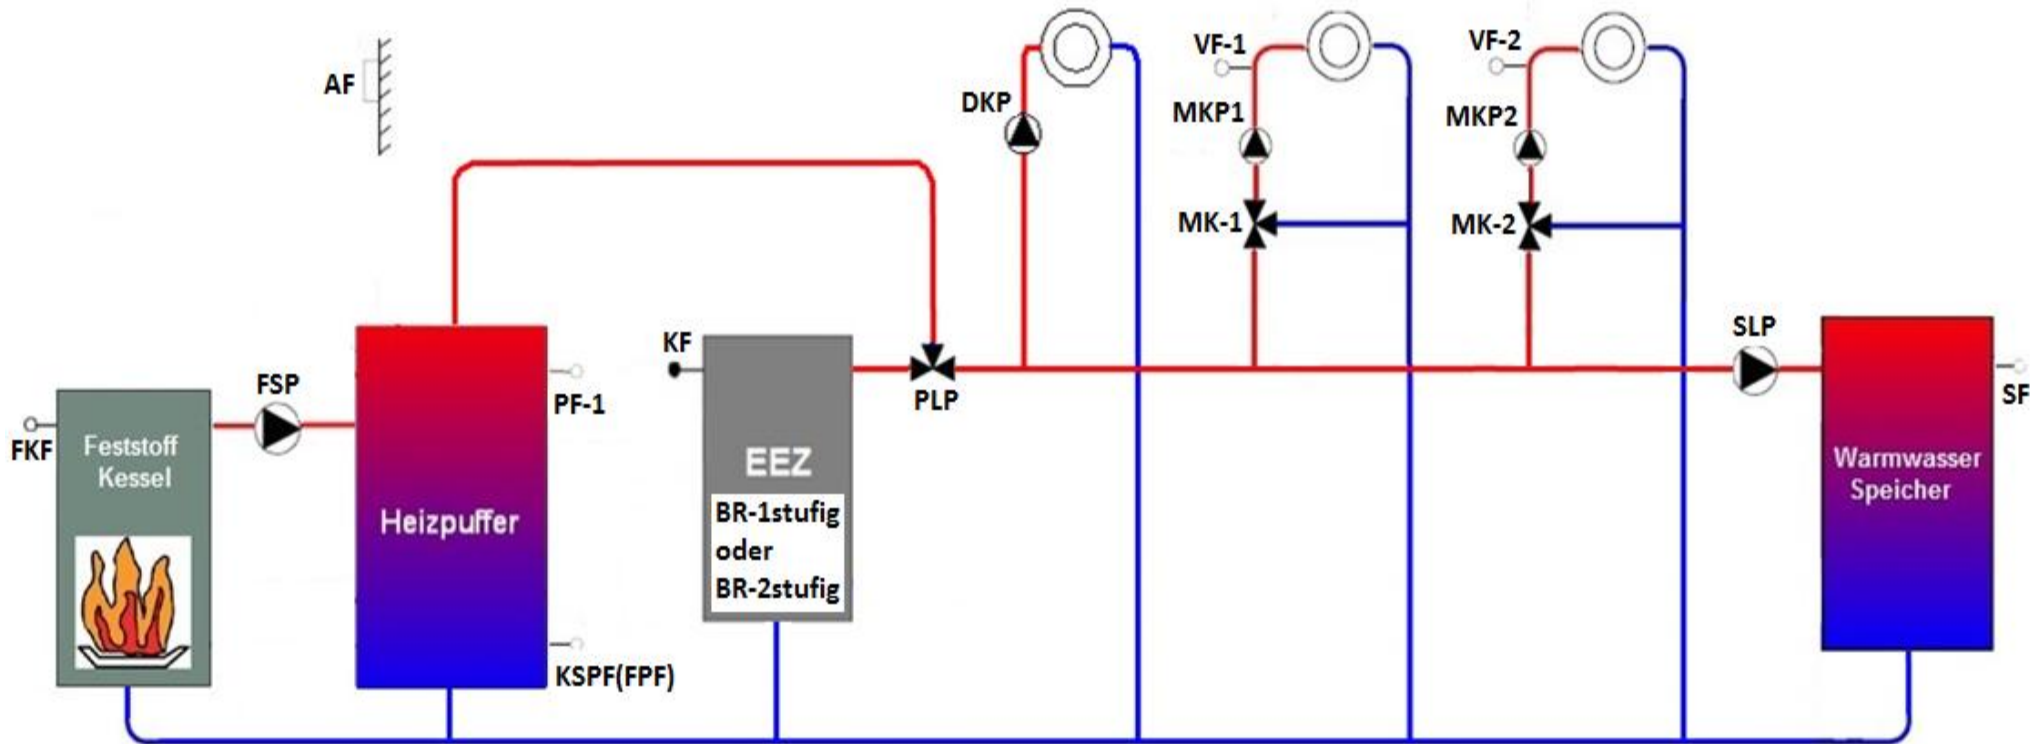 AF
FKF
Feststoff
Kessel
FSP
Heizpuffer
PF-1
KSPF(FPF)
KF
EEZ
BR-1stufig
oder
BR-2stufig
PLP
DKP
VF-1
MKP1
MK-1
VF-2
MKP2
MK-2
SLP
Warmwasser
Speicher
SF